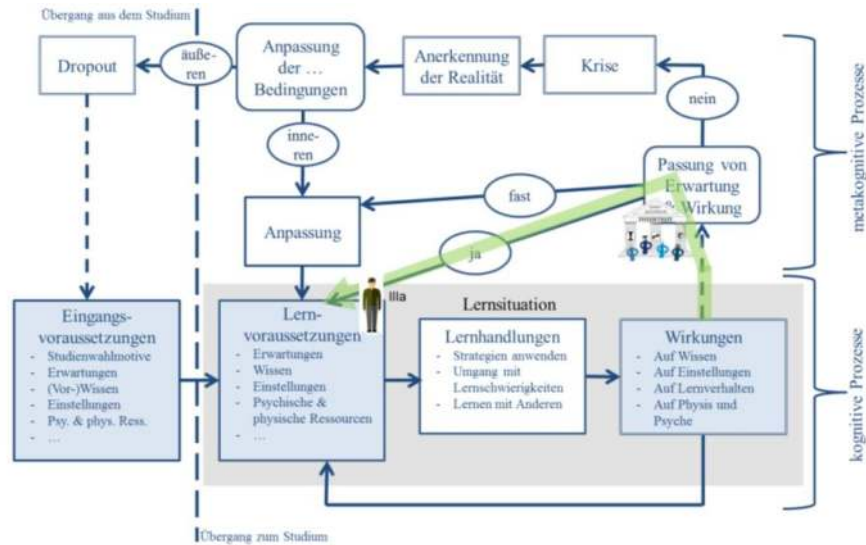 Übergang aus dem Studium
Dropout
äuße-
ren
Anpassung
der ...
Bedingungen
Anerkennung
der Realität
Krise
nein
inne-
ren
Passung von
Erwartung
& Wirkung
fast
Anpassung
ja
IIIa
Lernsituation
Eingangs-
voraussetzungen
- Studienwahlmotive
- Erwartungen
- (Vor-)Wissen
- Einstellungen
- Psy. & phys. Ress.
- ...
Lern-
voraussetzungen
- Erwartungen
- Wissen
- Einstellungen
- Psychische &
physische Ressourcen
- ...
Lernhandlungen
- Strategien anwenden
- Umgang mit
Lernschwierigkeiten
- Lernen mit Anderen
Wirkungen
- Auf Wissen
- Auf Einstellungen
- Auf Lernverhalten
- Auf Physis und
Psyche
Übergang zum Studium
metakognitive Prozesse
kognitive Prozesse